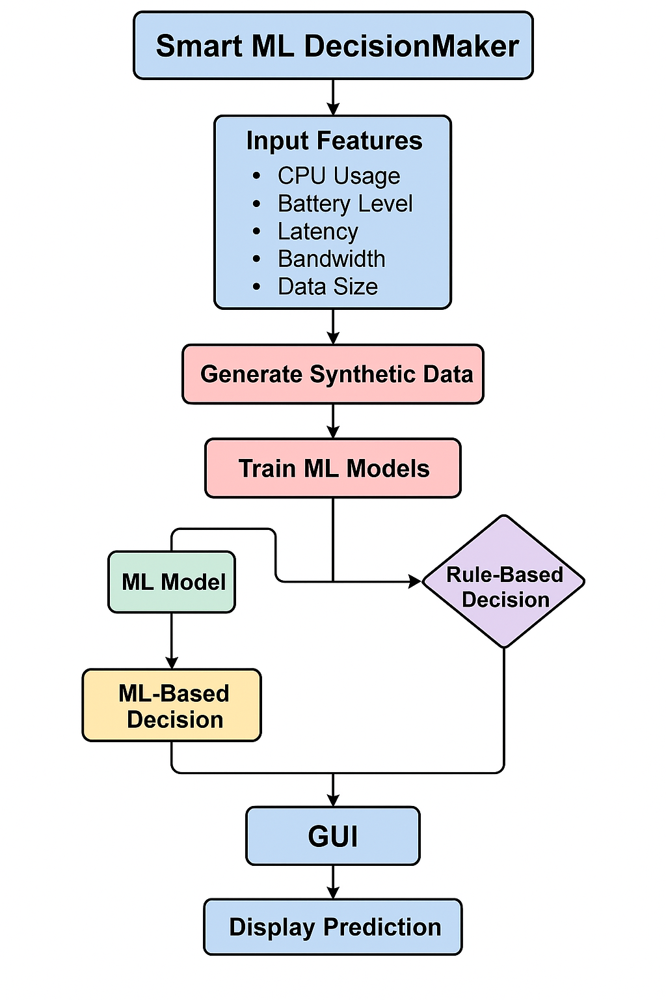 Smart ML DecisionMaker
Input Features
• CPU Usage
• Battery Level
• Latency
• Bandwidth
• Data Size
Generate Synthetic Data
Train ML Models
ML Model
Rule-Based
Decision
ML-Based
Decision
GUI
Display Prediction